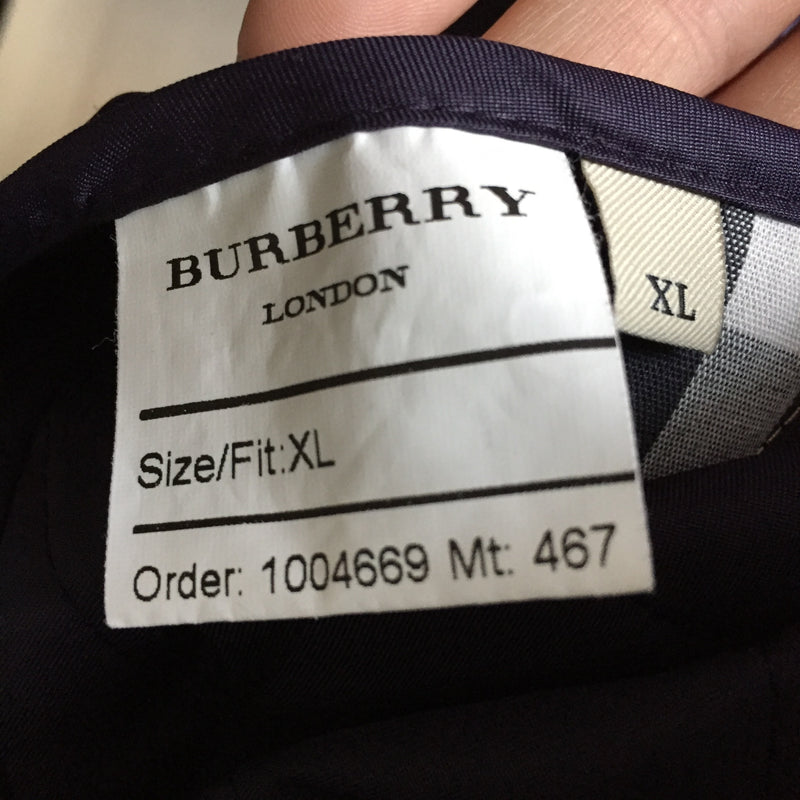 BURBERRY
LONDON
XL
Size/Fit:XL
Order: 1004669 Mt: 467